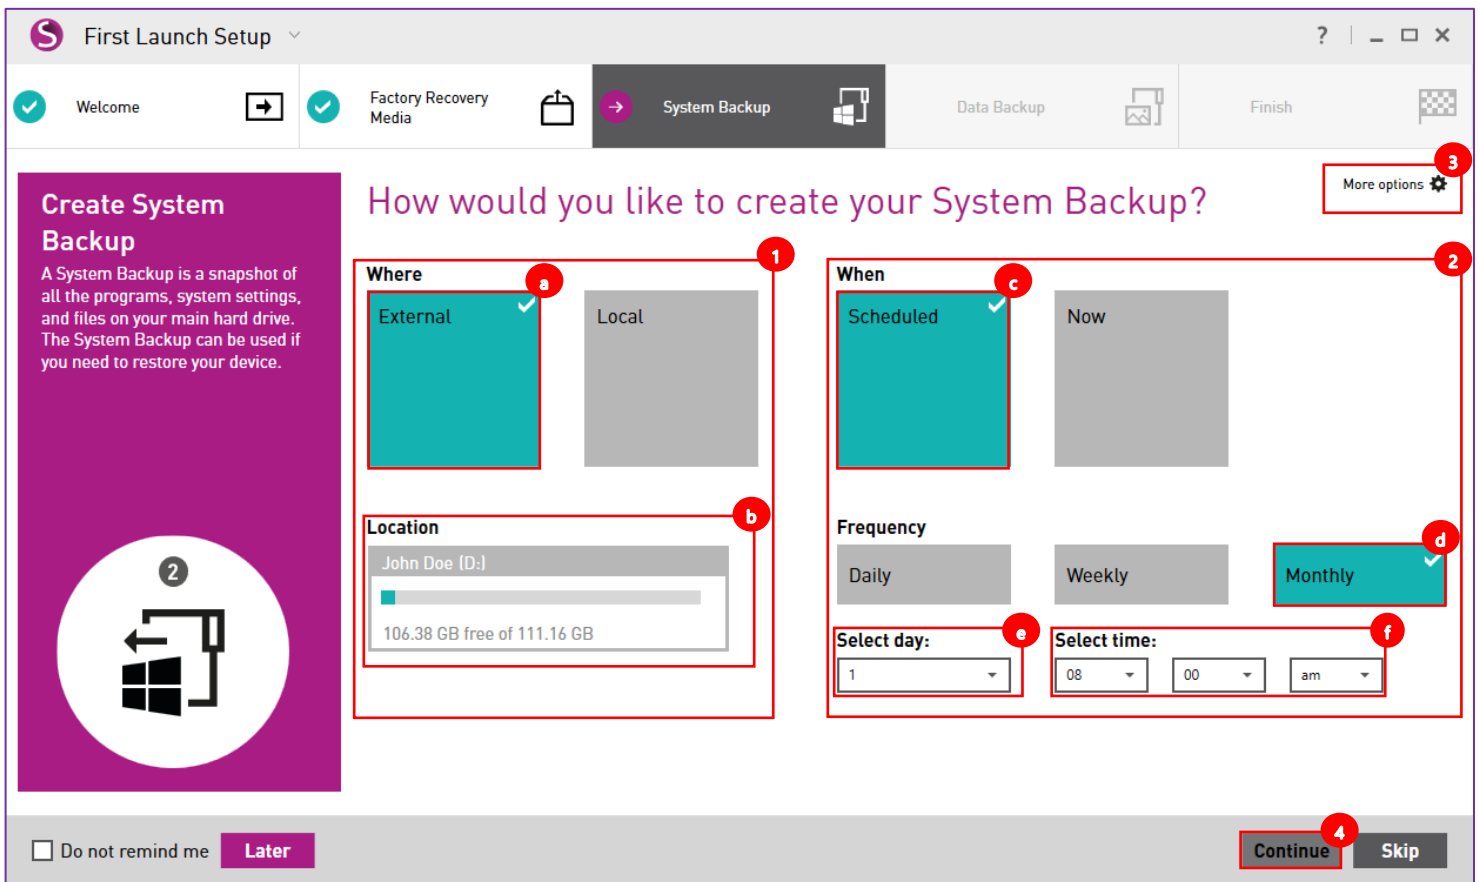 S First Launch Setup ?
Welcome
Factory Recovery
Media
System Backup
Data Backup
Finish
3
More options
Create System
Backup
A System Backup is a snapshot of
all the programs, system settings,
and files on your main hard drive.
The System Backup can be used if
you need to restore your device.
2
How would you like to create your System Backup?
1
Where
a
External
Local
b
Location
John Doe (D:)
106.38 GB free of 111.16 GB
2
When
c
Scheduled
Now
Frequency
d
Daily
Weekly
Monthly
e
Select day:
1
f
Select time:
08
00
am
Do not remind me
Later
4
Continue
Skip